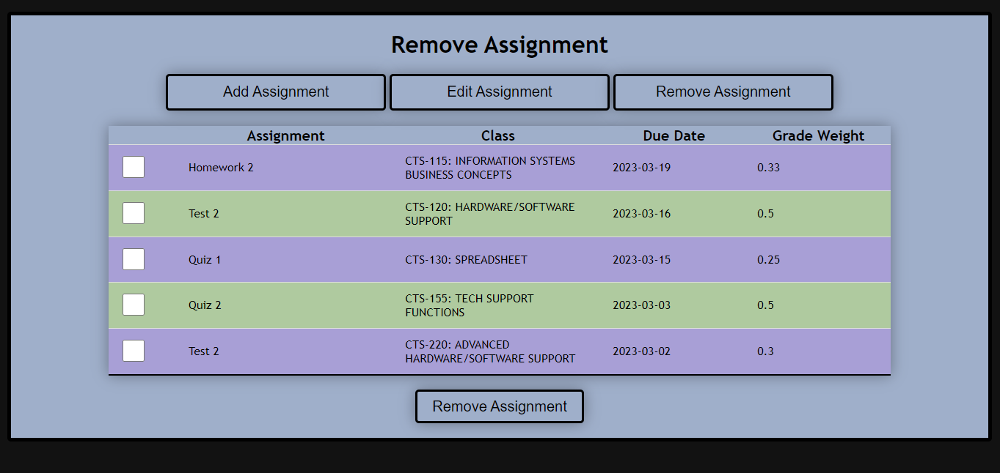 Remove Assignment
Add Assignment Edit Assignment Remove Assignment
Assignment Class Due Date Grade Weight
Homework 2 CTS-115: INFORMATION SYSTEMS BUSINESS CONCEPTS 2023-03-19 0.33
Test 2 CTS-120: HARDWARE/SOFTWARE SUPPORT 2023-03-16 0.5
Quiz 1 CTS-130: SPREADSHEET 2023-03-15 0.25
Quiz 2 CTS-155: TECH SUPPORT FUNCTIONS 2023-03-03 0.5
Test 2 CTS-220: ADVANCED HARDWARE/SOFTWARE SUPPORT 2023-03-02 0.3
Remove Assignment